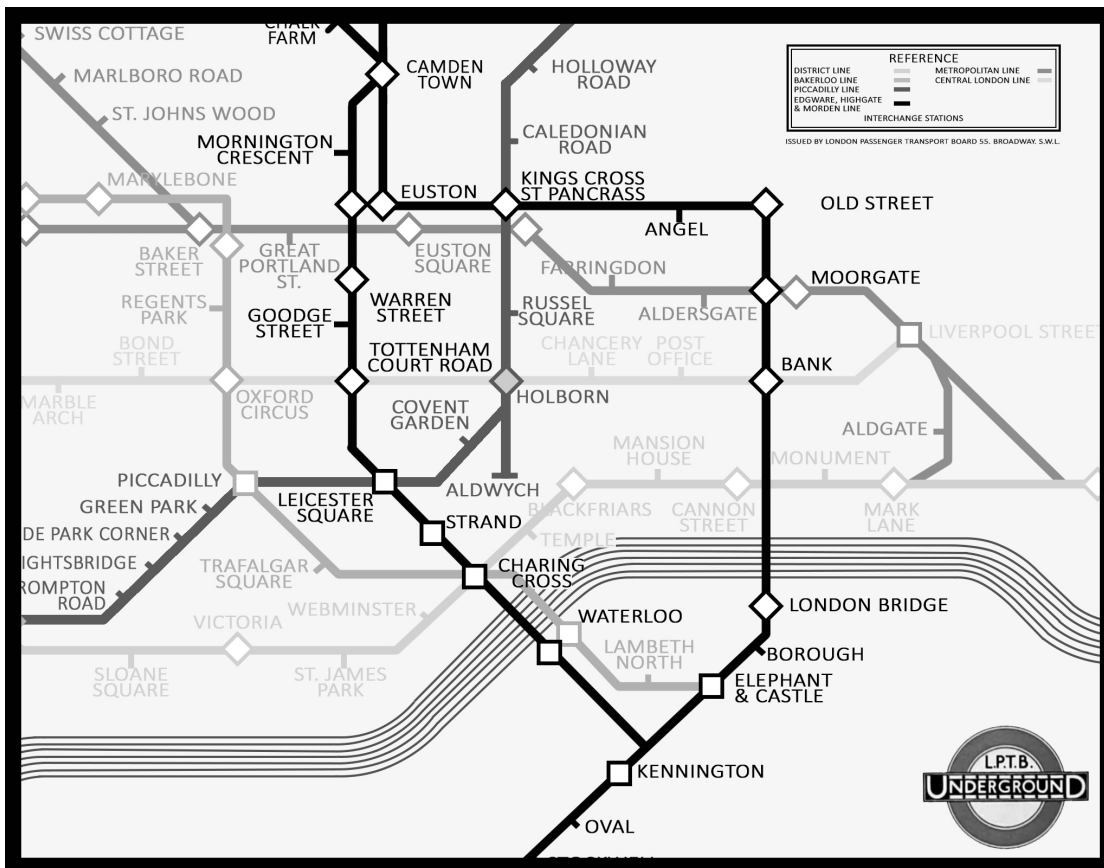 CHALK
FARM
SWISS COTTAGE
MARLBORO ROAD
ST. JOHNS WOOD
CAMDEN
TOWN
HOLLOWAY
ROAD
REFERENCE
DISTRICT LINE
BAKERLOO LINE
PICCADILLY LINE
EDGWARE, HIGHGATE
& MORDEN LINE
METROPOLITAN LINE
CENTRAL LONDON LINE
INTERCHANGE STATIONS
ISSUED BY LONDON PASSENGER TRANSPORT BOARD 55. BROADWAY. S.W.L.
MORNINGTON
CRESCENT
CALEDONIAN
ROAD
MARYLEBONE
EUSTON
KINGS CROSS
ST PANCRASS
ANGEL
OLD STREET
BAKER
STREET
GREAT
PORTLAND
ST.
EUSTON
SQUARE
FARRINGDON
MOORGATE
REGENTS
PARK
GOODGE
STREET
WARREN
STREET
RUSSEL
SQUARE
ALDERSGATE
LIVERPOOL STREET
BOND
STREET
TOTTENHAM
COURT ROAD
CHANCERY
LANE
POST
OFFICE
BANK
MARBLE
ARCH
OXFORD
CIRCUS
COVENT
GARDEN
HOLBORN
ALDGATE
PICCADILLY
MANSION
HOUSE
MONUMENT
GREEN PARK
LEICESTER
SQUARE
ALDWYCH
BLACKFRIARS
CANNON
STREET
MARK
LANE
DE PARK CORNER
STRAND
TEMPLE
IGHTSBRIDGE
TRAFALGAR
SQUARE
CHARING
CROSS
ROMPTON
ROAD
WEBMINSTER
VICTORIA
WATERLOO
LONDON BRIDGE
SLOANE
SQUARE
ST. JAMES
PARK
LAMBETH
NORTH
BOROUGH
ELEPHANT
& CASTLE
KENNINGTON
OVAL
STOCKWELL
L.P.T.B.
UNDERGROUND